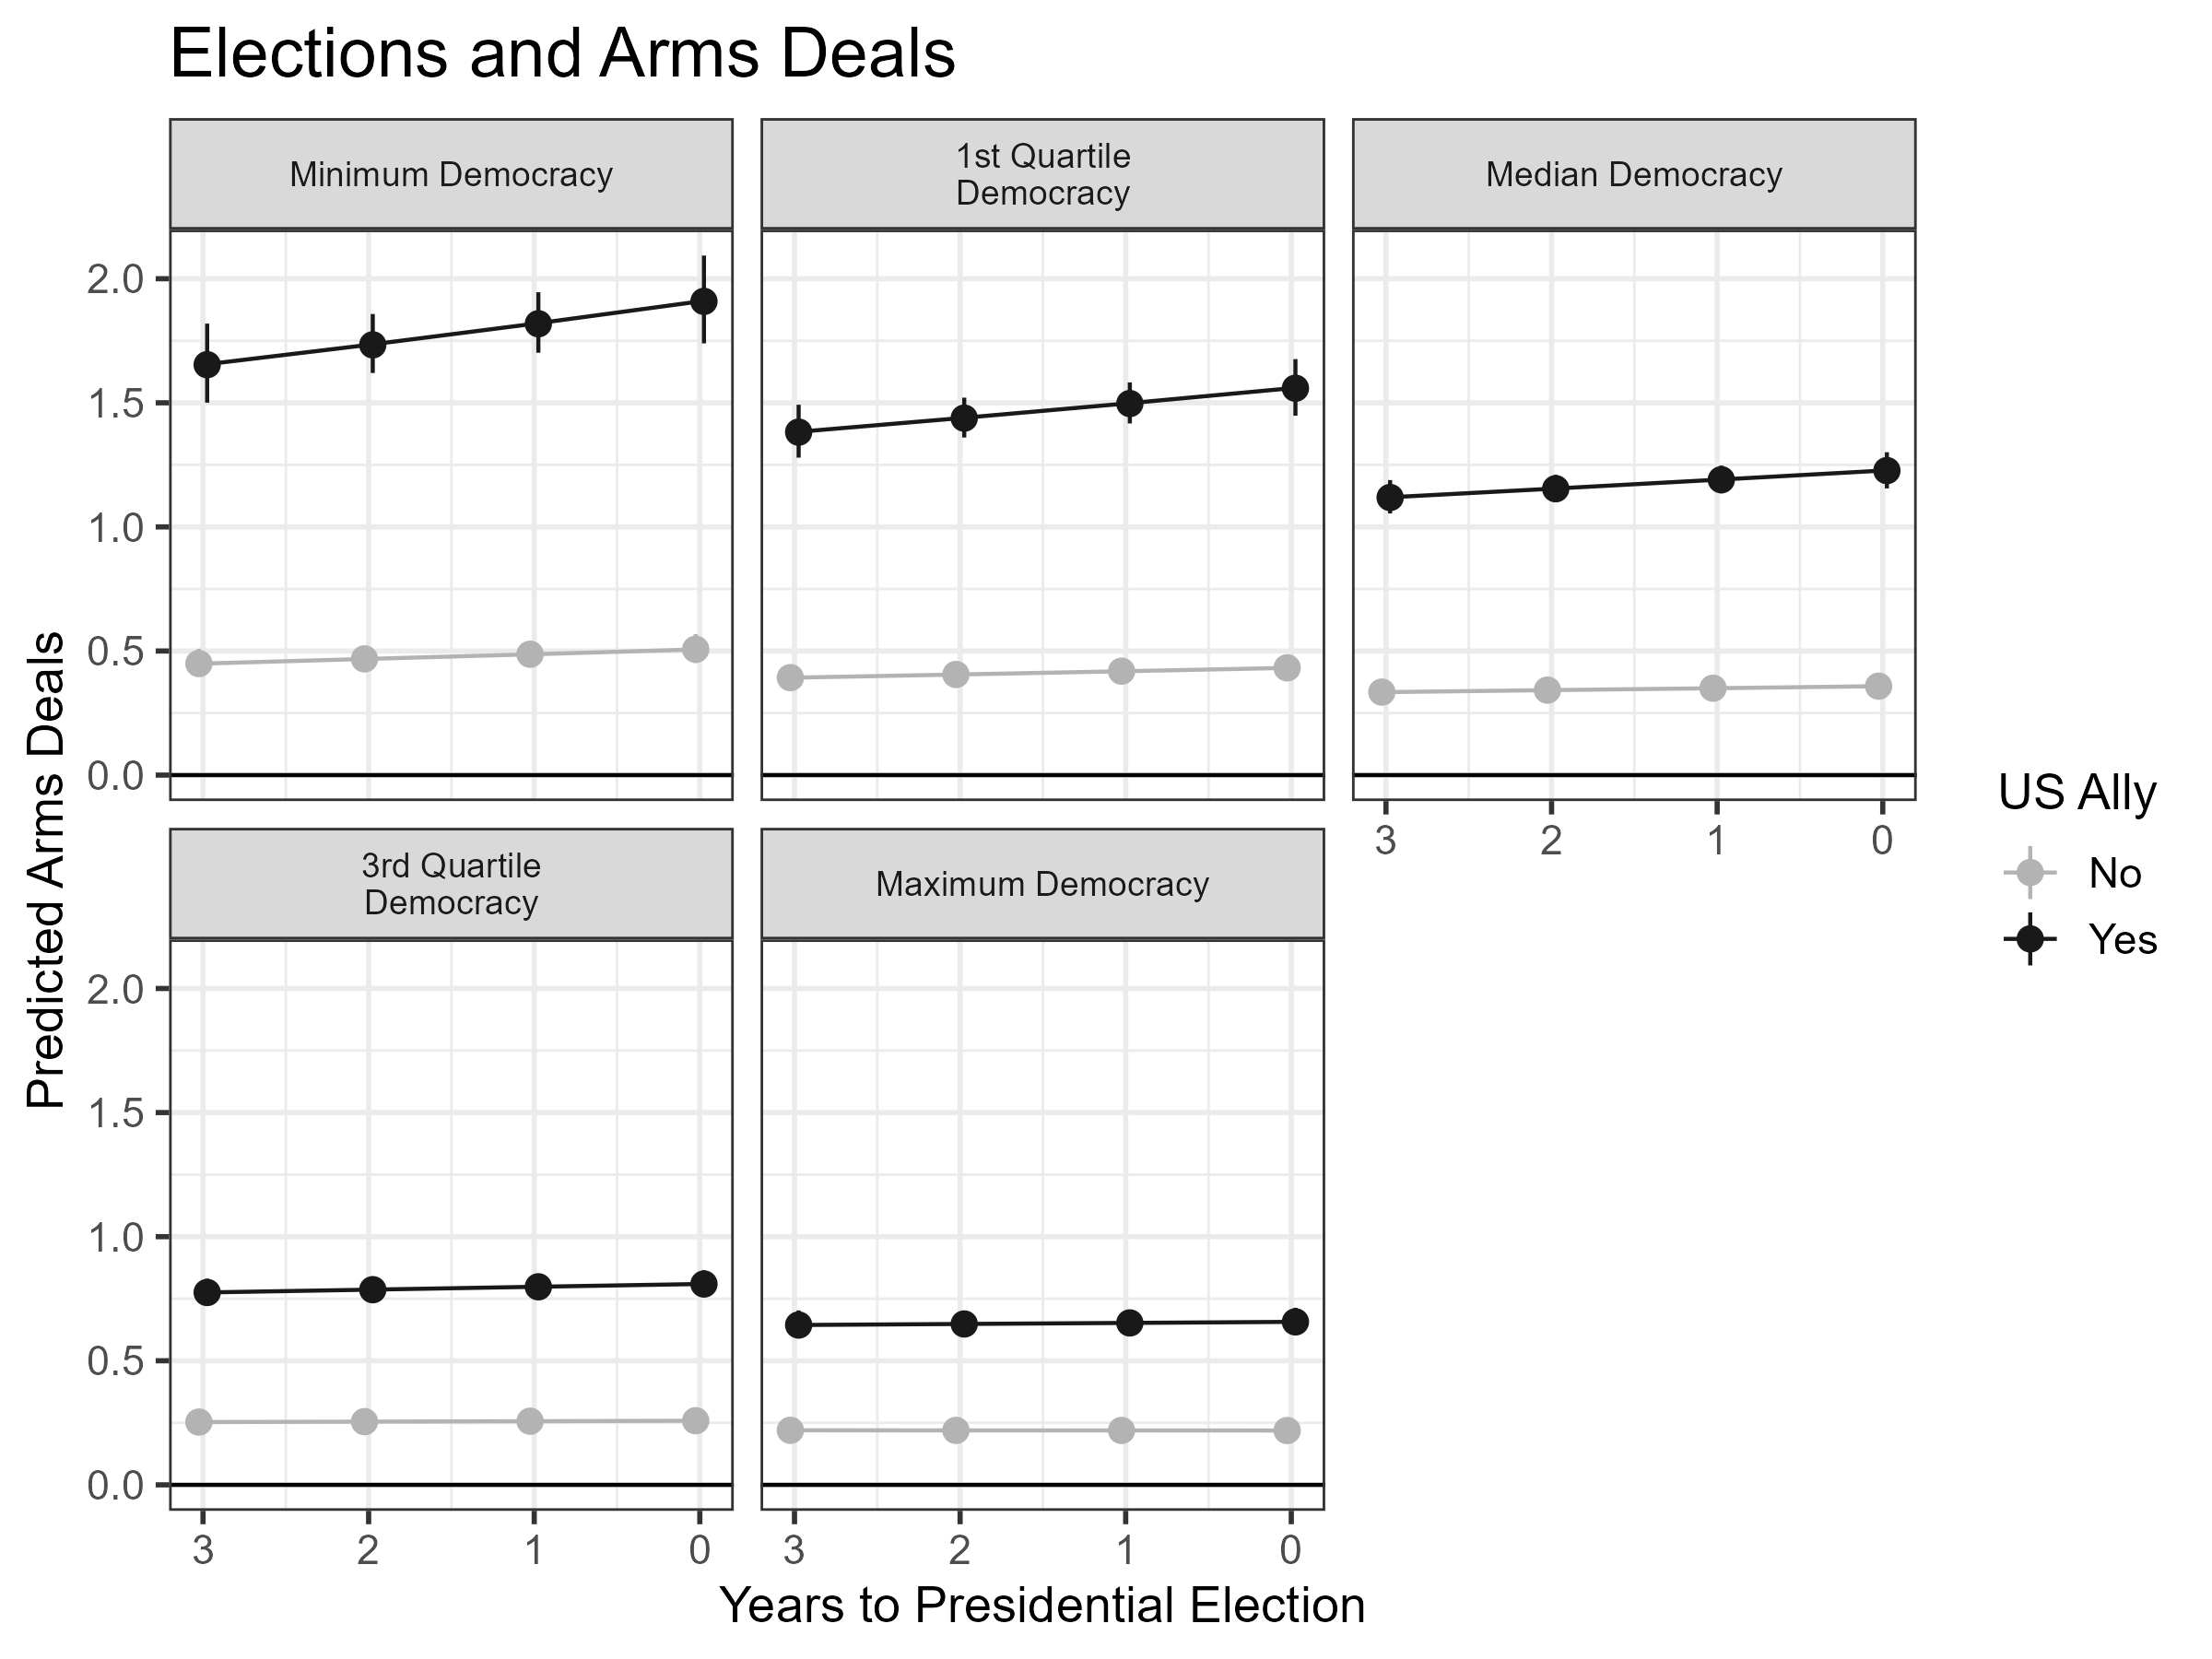 Elections and Arms Deals
Minimum Democracy
1st Quartile
Democracy
Median Democracy
2.0
1.5
1.0
0.5
0.0
3 2 1 0
3rd Quartile
Democracy
Maximum Democracy
2.0
1.5
1.0
0.5
0.0
3 2 1 0
3 2 1 0
Predicted Arms Deals
Years to Presidential Election
US Ally
No
Yes